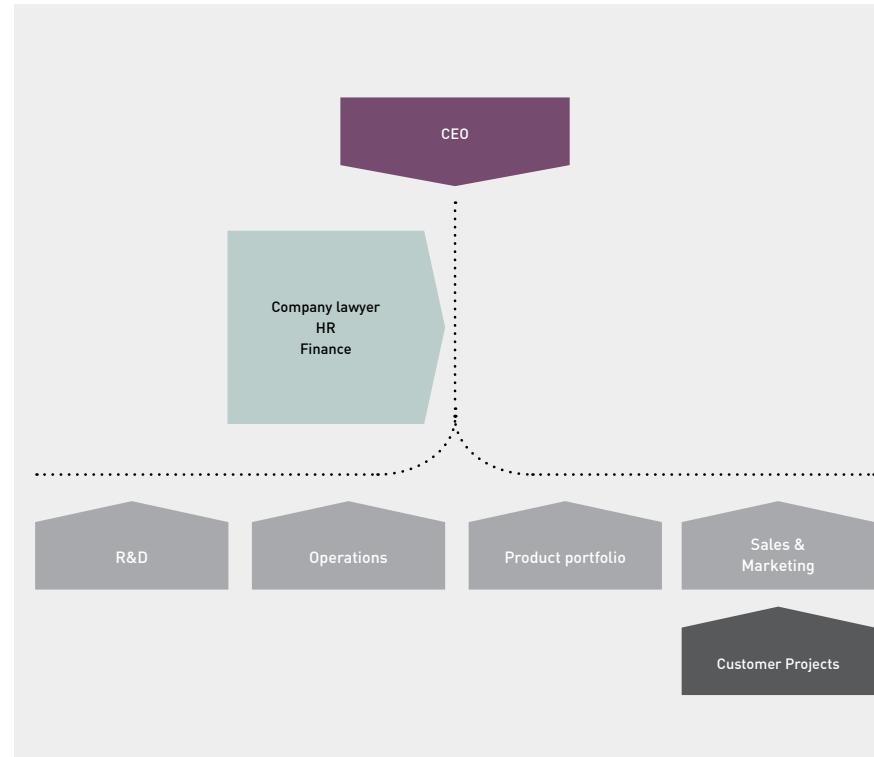 CEO
Company lawyer
HR
Finance
R&D
Operations
Product portfolio
Sales &
Marketing
Customer Projects